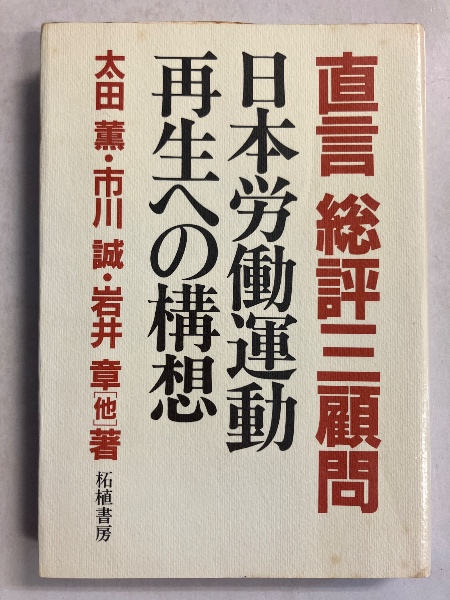 直言 総評三顧問
日本労働運動
再生への構想
太田 薫・市川 誠・岩井 章[他]著
柘植書房